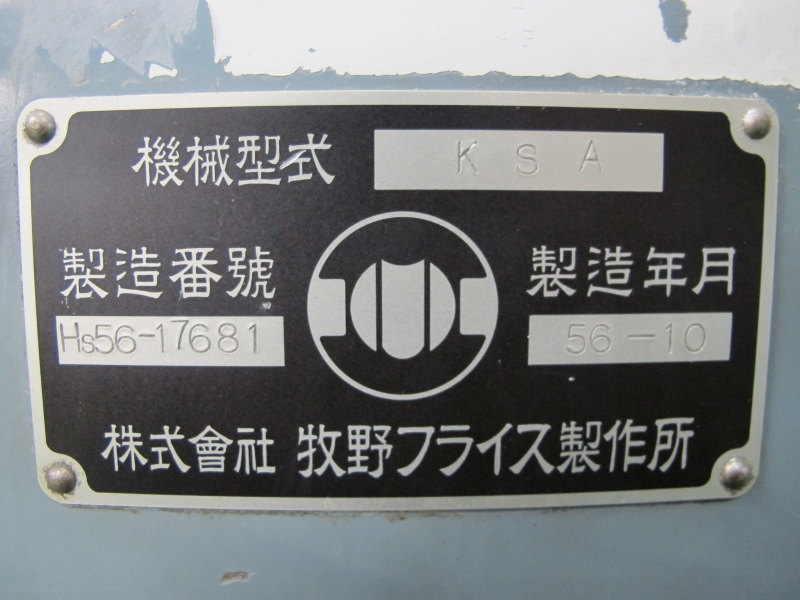 機械型式 KSA
製造番號 製造年月
Hs56-17681 56-10
株式會社 牧野フライス製作所